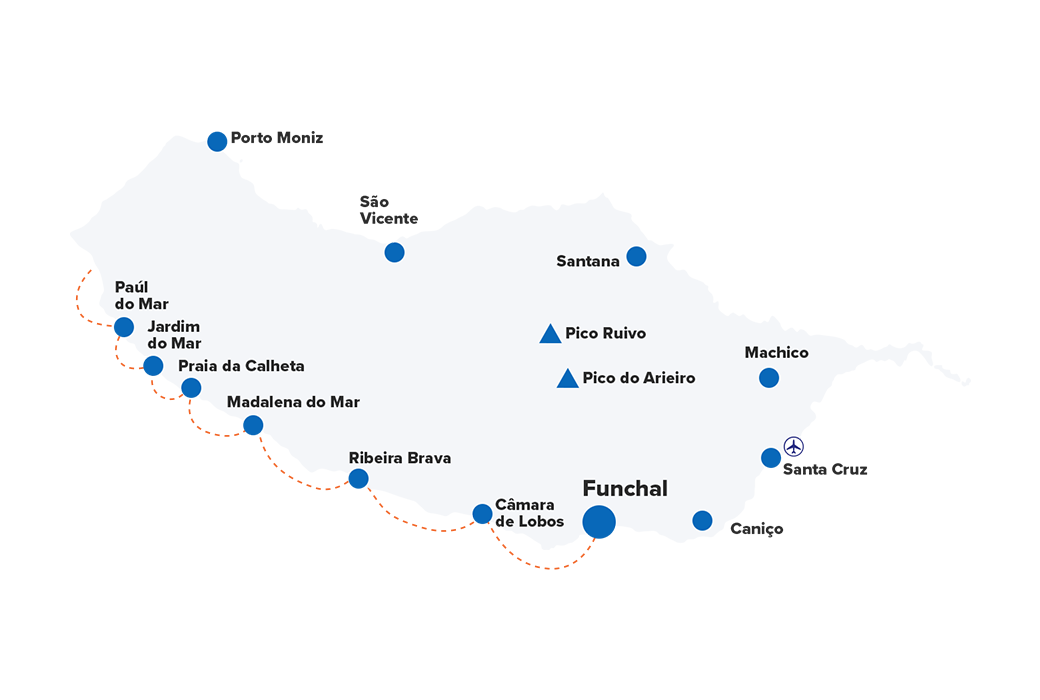 Porto Moniz
São
Vicente
Santana
Paúl
do Mar
Jardim
do Mar
Pico Ruivo
Machico
Praia da Calheta
Pico do Arieiro
Madalena do Mar
Ribeira Brava
Santa Cruz
Funchal
Câmara
de Lobos
Caniço